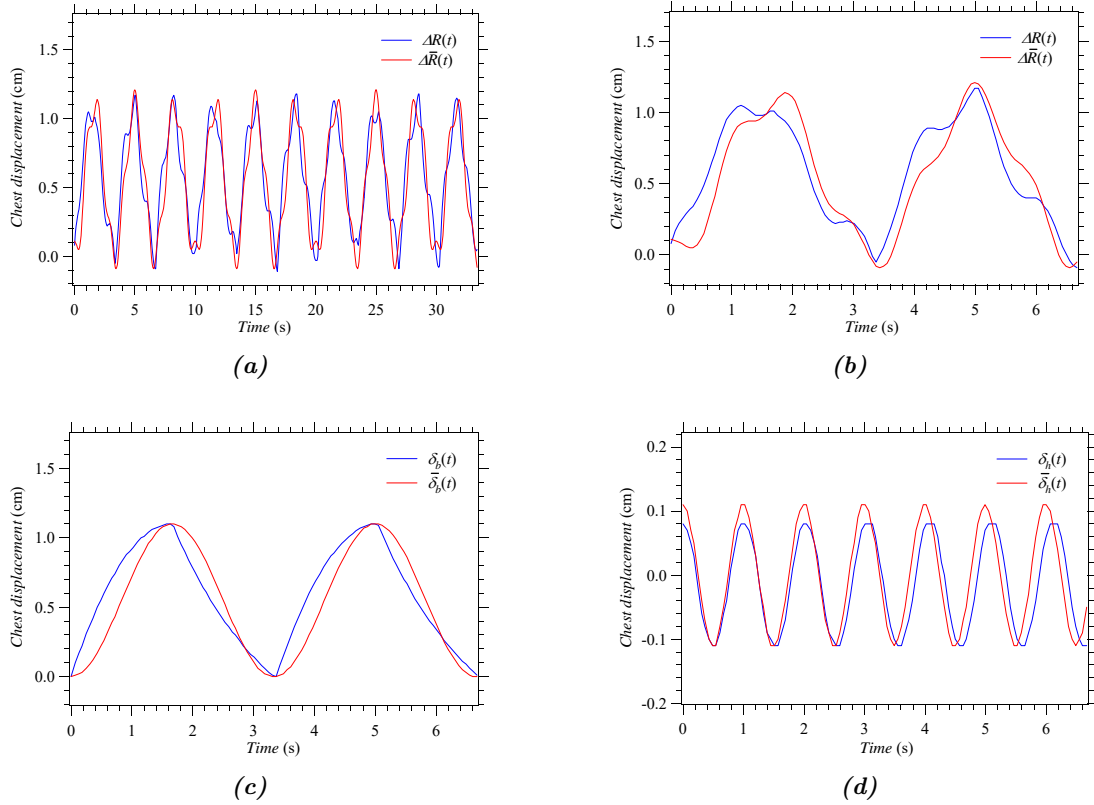 ΔR(t)
ΔR̄(t)
1.5
1.0
0.5
0.0
Chest displacement (cm)
0 5 10 15 20 25 30
Time (s)
(a)
ΔR(t)
ΔR̄(t)
1.5
1.0
0.5
0.0
Chest displacement (cm)
0 1 2 3 4 5 6
Time (s)
(b)
δb(t)
δ̄b(t)
1.5
1.0
0.5
0.0
Chest displacement (cm)
0 1 2 3 4 5 6
Time (s)
(c)
δh(t)
δ̄h(t)
0.2
0.1
0.0
-0.1
-0.2
Chest displacement (cm)
0 1 2 3 4 5 6
Time (s)
(d)